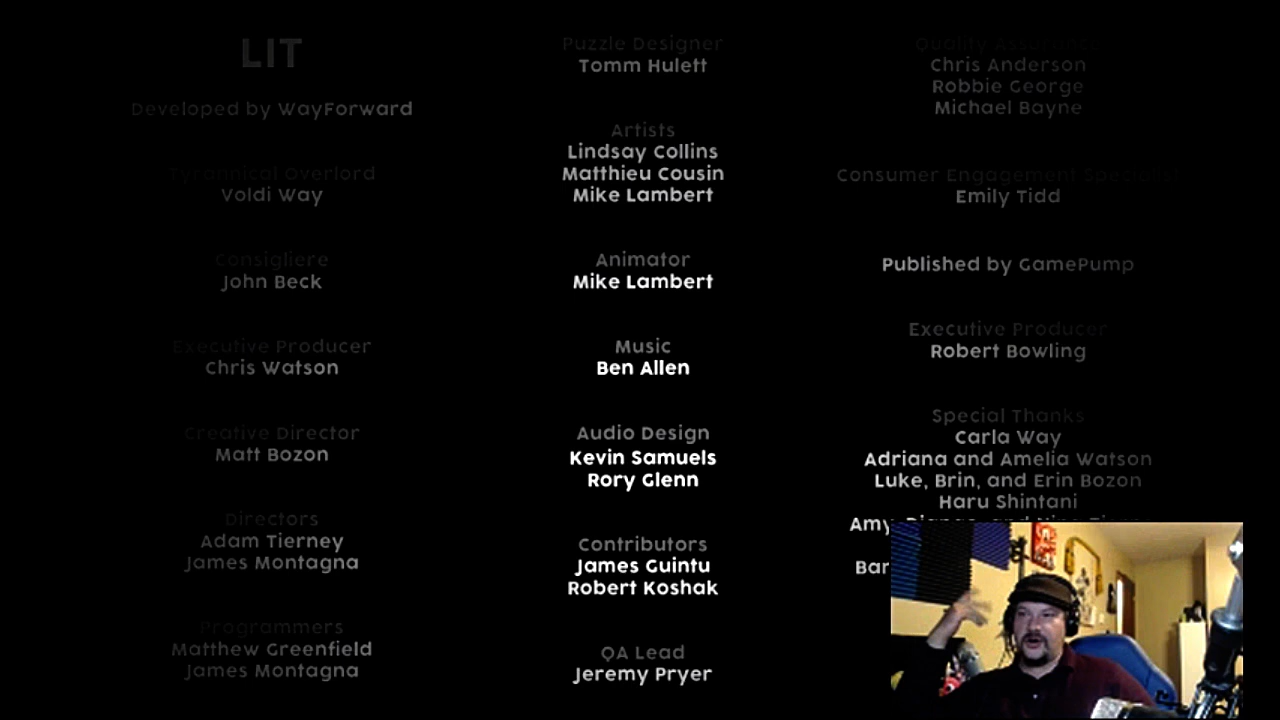 LIT
Developed by WayForward
Tyrannical Overlord
Voldi Way
Consigliere
John Beck
Executive Producer
Chris Watson
Creative Director
Matt Bozon
Directors
Adam Tierney
James Montagna
Programmers
Matthew Greenfield
James Montagna
Puzzle Designer
Tomm Hulett
Artists
Lindsay Collins
Matthieu Cousin
Mike Lambert
Animator
Mike Lambert
Music
Ben Allen
Audio Design
Kevin Samuels
Rory Glenn
Contributors
James Guintu
Robert Koshak
QA Lead
Jeremy Pryer
Quality Assurance
Chris Anderson
Robbie George
Michael Bayne
Consumer Engagement Specialist
Emily Tidd
Published by GamePump
Executive Producer
Robert Bowling
Special Thanks
Carla Way
Adriana and Amelia Watson
Luke, Brin, and Erin Bozon
Haru Shintani
Amy, and
Bar